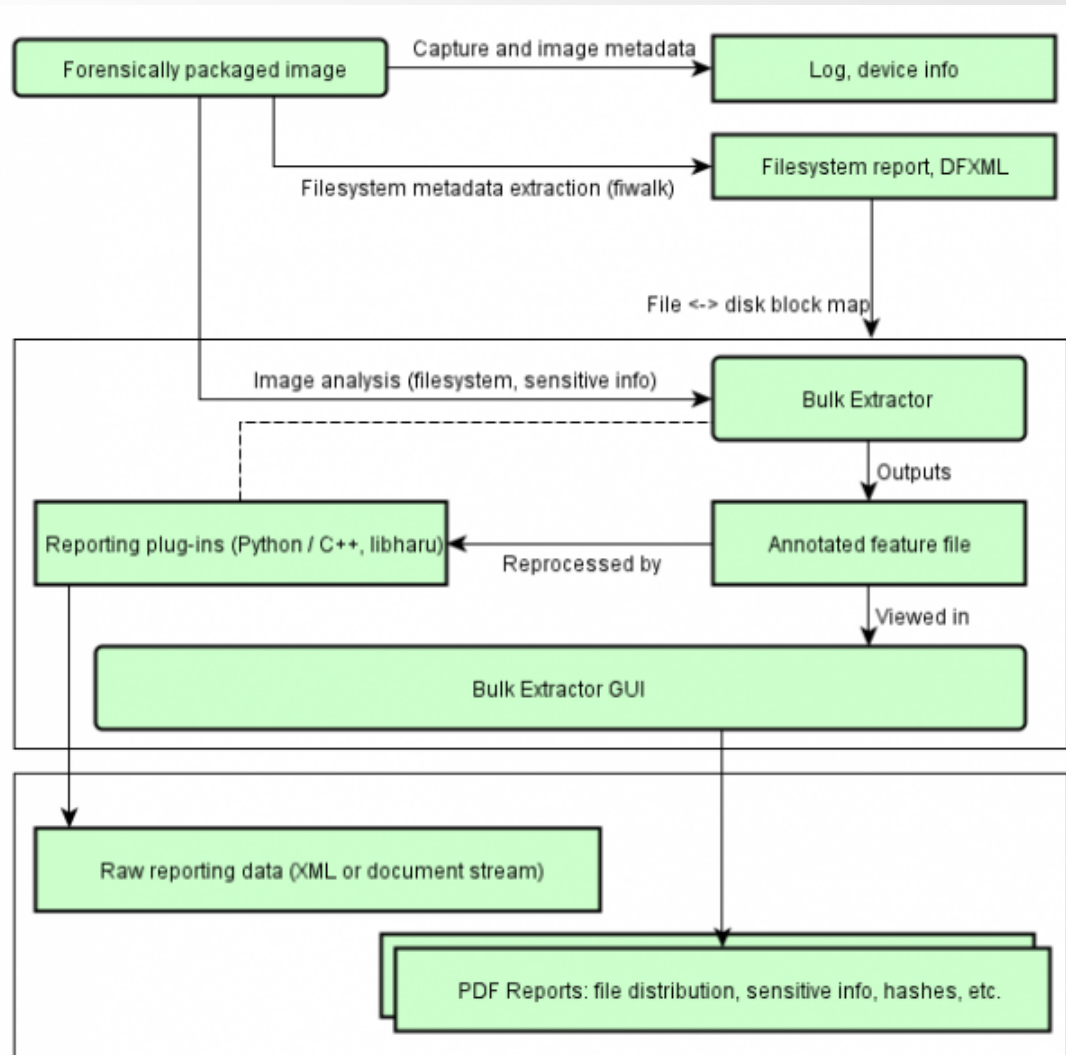 Forensically packaged image
Capture and image metadata
Log, device info
Filesystem report, DFXML
Filesystem metadata extraction (fiwalk)
File <-> disk block map
Image analysis (filesystem, sensitive info)
Bulk Extractor
Outputs
Reporting plug-ins (Python / C++, libharu)
Annotated feature file
Reprocessed by
Viewed in
Bulk Extractor GUI
Raw reporting data (XML or document stream)
PDF Reports: file distribution, sensitive info, hashes, etc.